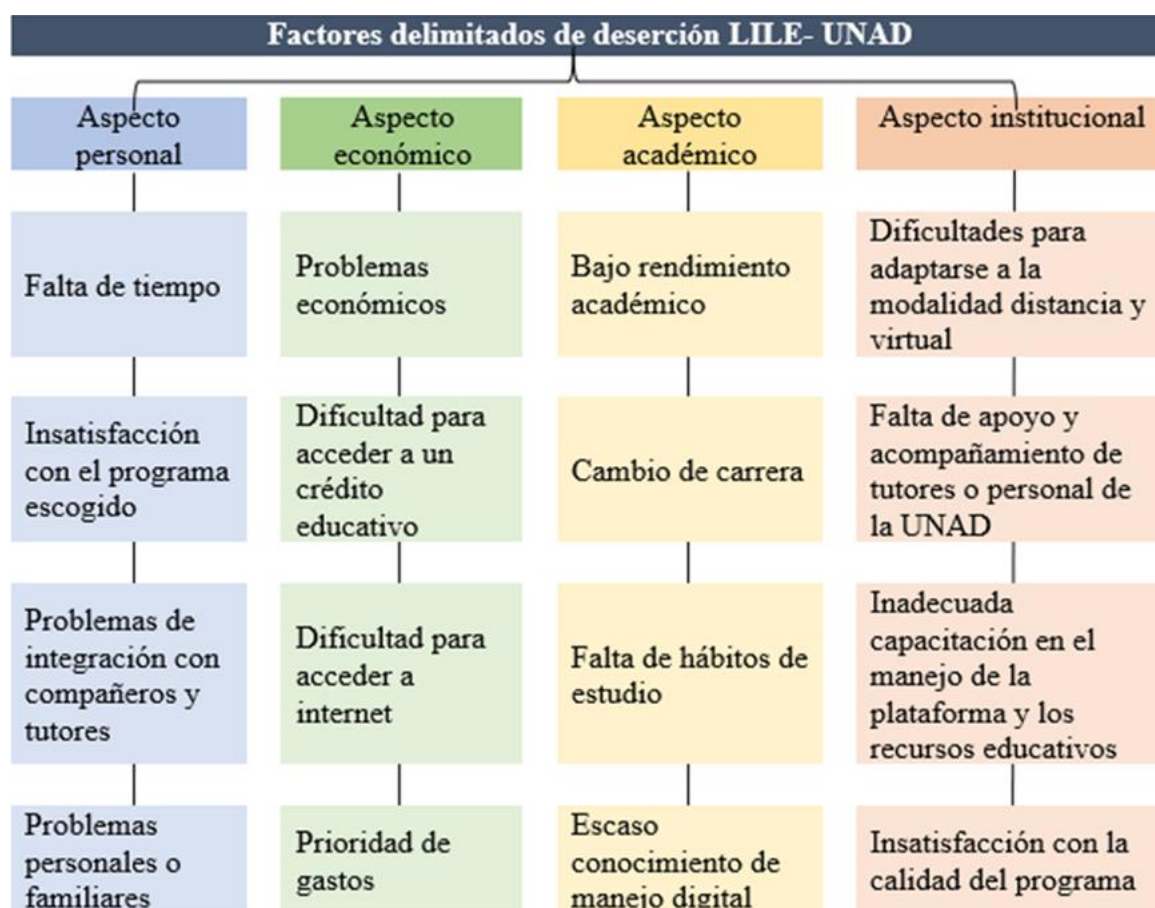 Factores delimitados de deserción LILE- UNAD
Aspecto
personal
Falta de tiempo
Insatisfacción
con el programa
escogido
Problemas de
integración con
compañeros y
tutores
Problemas
personales o
familiares
Aspecto
económico
Problemas
económicos
Dificultad para
acceder a un
crédito
educativo
Dificultad para
acceder a
internet
Prioridad de
gastos
Aspecto
académico
Bajo rendimiento
académico
Cambio de carrera
Falta de hábitos de
estudio
Escaso
conocimiento de
manejo digital
Aspecto institucional
Dificultades para
adaptarse a la
modalidad distancia y
virtual
Falta de apoyo y
acompañamiento de
tutores o personal de
la UNAD
Inadecuada
capacitación en el
manejo de la
plataforma y los
recursos educativos
Insatisfacción con la
calidad del programa